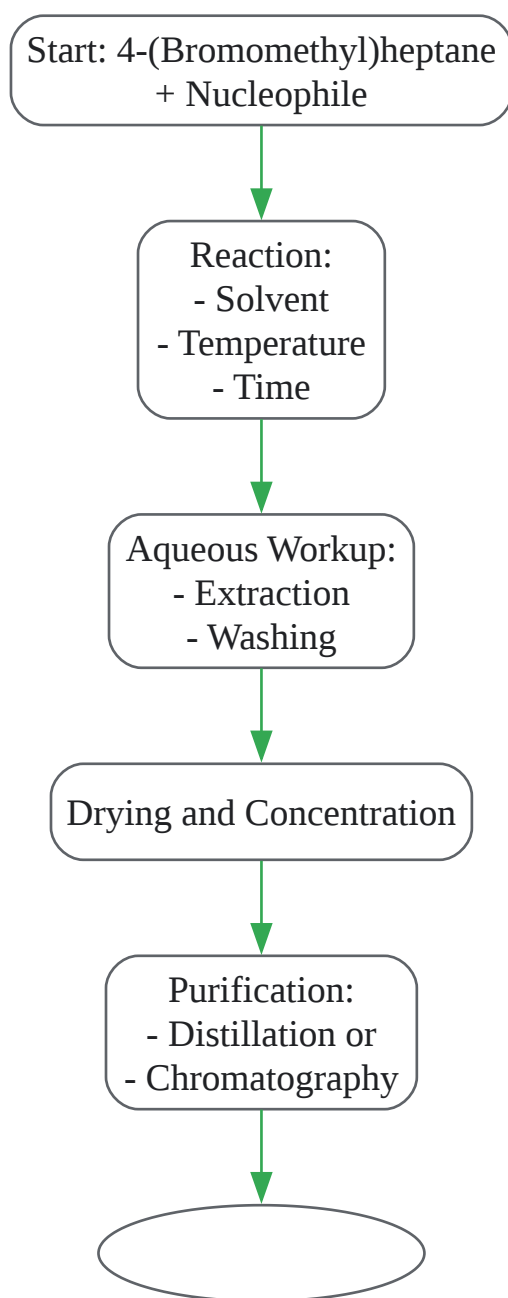 Start: 4-(Bromomethyl)heptane
+ Nucleophile
Reaction:
- Solvent
- Temperature
- Time
Aqueous Workup:
- Extraction
- Washing
Drying and Concentration
Purification:
- Distillation or
- Chromatography